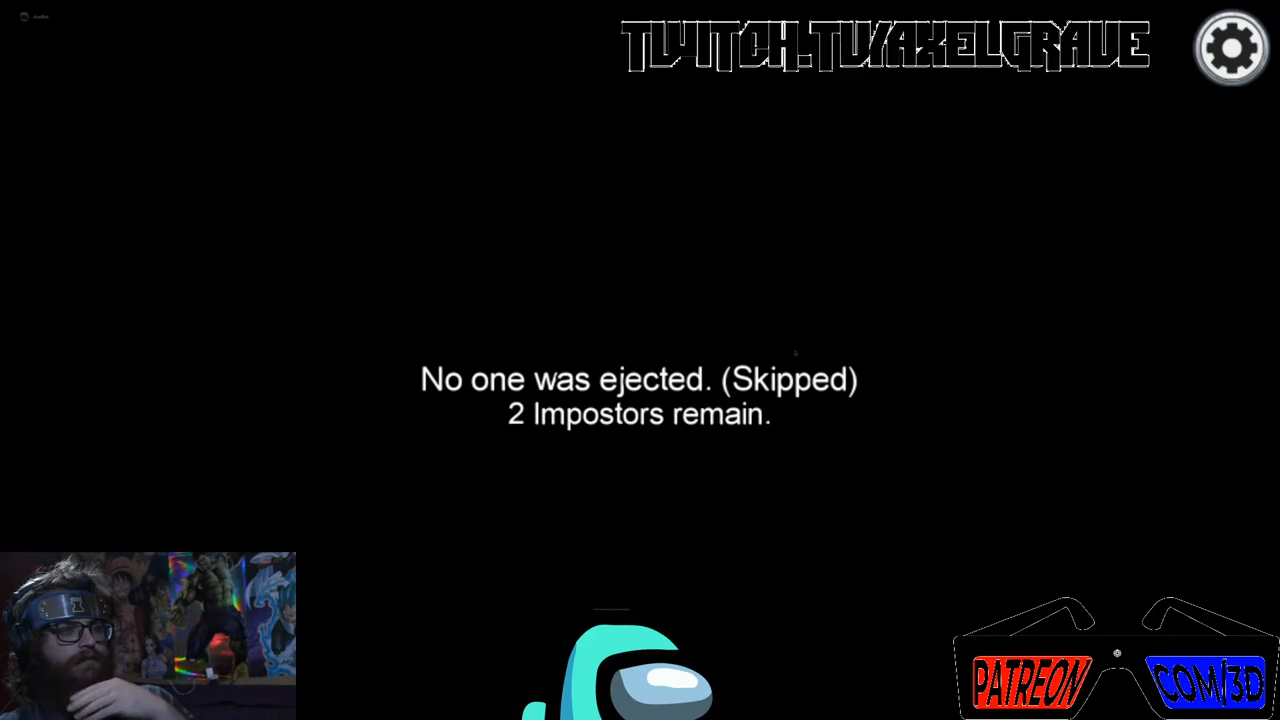 TWITCH.TV/AXELGRAVE
No one was ejected. (Skipped)
2 Impostors remain.
PATREON COM/3D